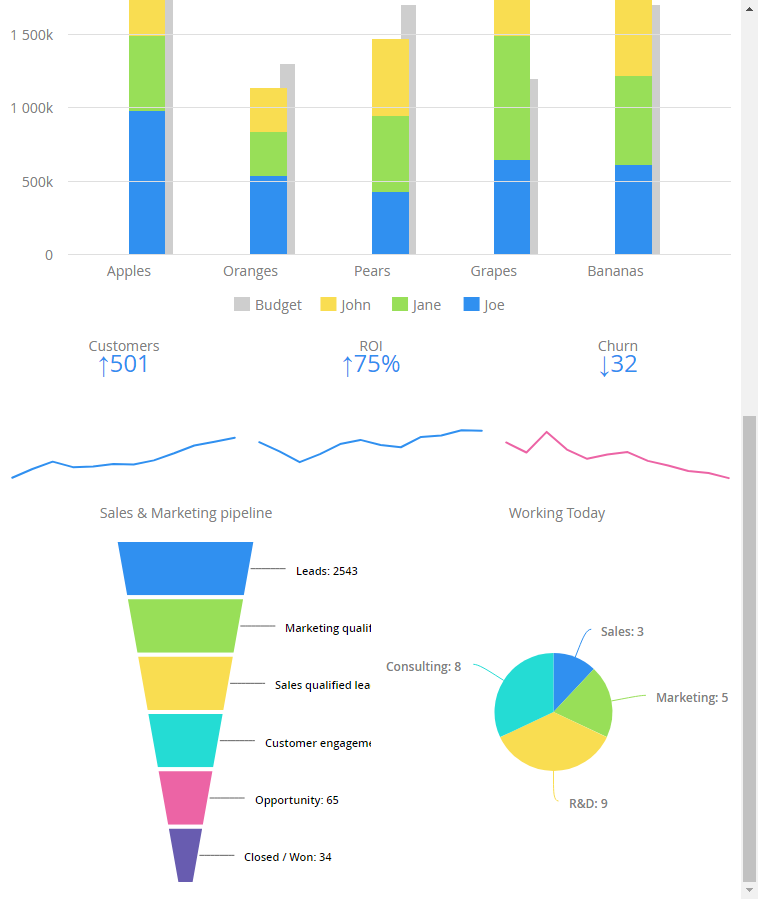 1 500k
1 000k
500k
0
Apples Oranges Pears Grapes Bananas
Budget John Jane Joe
Customers ROI Churn
↑501 ↑75% ↓32
Sales & Marketing pipeline Working Today
Leads: 2543
Marketing qualif
Sales qualified lea
Customer engagem
Opportunity: 65
Closed / Won: 34
Sales: 3
Consulting: 8
Marketing: 5
R&D: 9